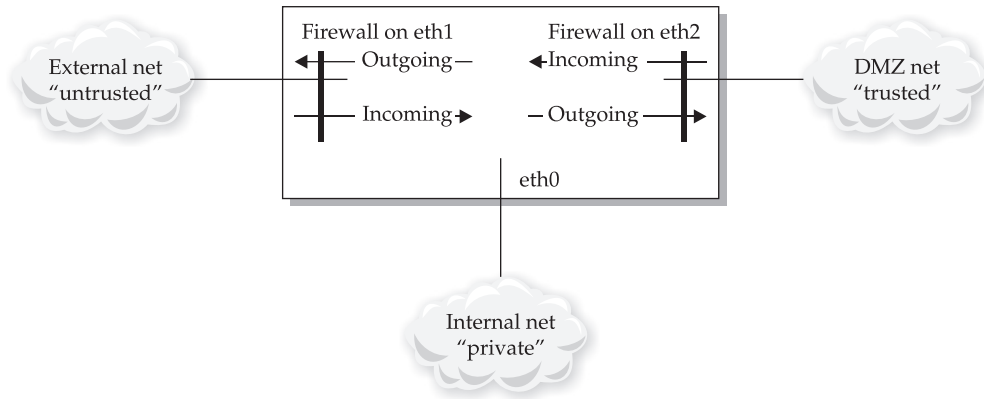 Firewall on eth1
Firewall on eth2
Outgoing
Incoming
External net
“untrusted”
DMZ net
“trusted”
Incoming
Outgoing
eth0
Internal net
“private”